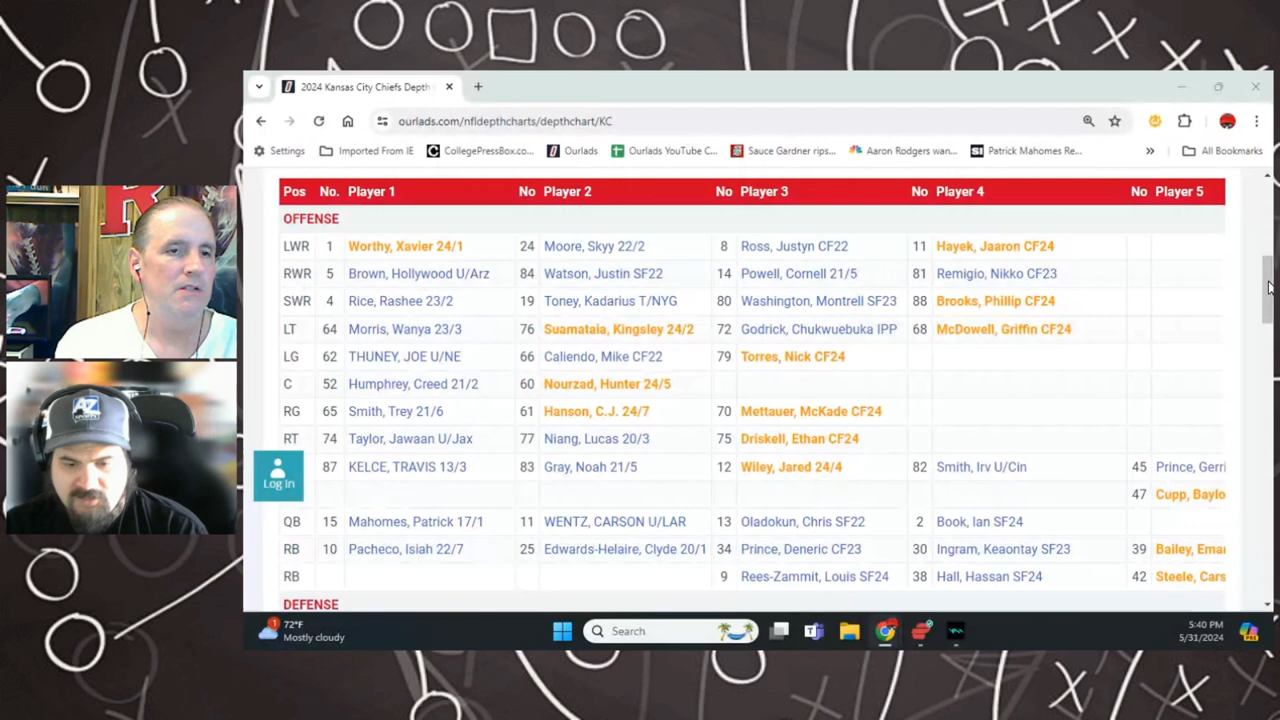 2024 Kansas City Chiefs Depth
ourlads.com/nfldepthcharts/depthchart/KC
Settings Imported From IE CollegePressBox.co... Ourlads Ourlads YouTube C... Sauce Gardner rips... Aaron Rodgers wan... Patrick Mahomes Re... » All Bookmarks
Pos No. Player 1 No Player 2 No Player 3 No Player 4 No Player 5
OFFENSE
LWR 1 Worthy, Xavier 24/1 24 Moore, Skyy 22/2 8 Ross, Justyn CF22 11 Hayek, Jaaron CF24
RWR 5 Brown, Hollywood U/Arz 84 Watson, Justin SF22 14 Powell, Cornell 21/5 81 Remigio, Nikko CF23
SWR 4 Rice, Rashee 23/2 19 Toney, Kadarius T/NYG 80 Washington, Montrell SF23 88 Brooks, Phillip CF24
LT 64 Morris, Wanya 23/3 76 Suamataia, Kingsley 24/2 72 Godrick, Chukwuebuka IPP 68 McDowell, Griffin CF24
LG 62 THUNEY, JOE U/NE 66 Caliendo, Mike CF22 79 Torres, Nick CF24
C 52 Humphrey, Creed 21/2 60 Nourzad, Hunter 24/5
RG 65 Smith, Trey 21/6 61 Hanson, C.J. 24/7 70 Mettauer, McKade CF24
RT 74 Taylor, Jawaan U/Jax 77 Niang, Lucas 20/3 75 Driskell, Ethan CF24
87 KELCE, TRAVIS 13/3 83 Gray, Noah 21/5 12 Wiley, Jared 24/4 82 Smith, Irv U/Cin 45 Prince, Gerri
Log In
47 Cupp, Baylo
QB 15 Mahomes, Patrick 17/1 11 WENTZ, CARSON U/LAR 13 Oladokun, Chris SF22 2 Book, Ian SF24
RB 10 Pacheco, Isiah 22/7 25 Edwards-Helaire, Clyde 20/1 34 Prince, Deneric CF23 30 Ingram, Keaontay SF23 39 Bailey, Emar
RB 9 Rees-Zammit, Louis SF24 38 Hall, Hassan SF24 42 Steele, Cars
DEFENSE
1 72°F
Mostly cloudy
Search
5:40 PM
5/31/2024